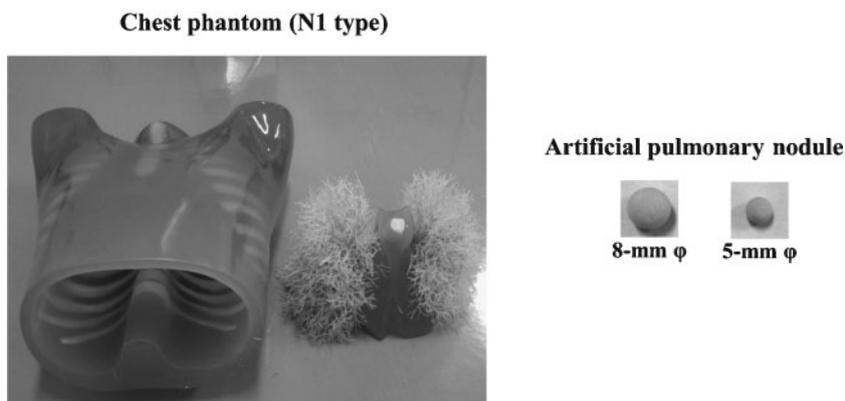 Chest phantom (N1 type)
Artificial pulmonary nodule
8-mm φ
5-mm φ